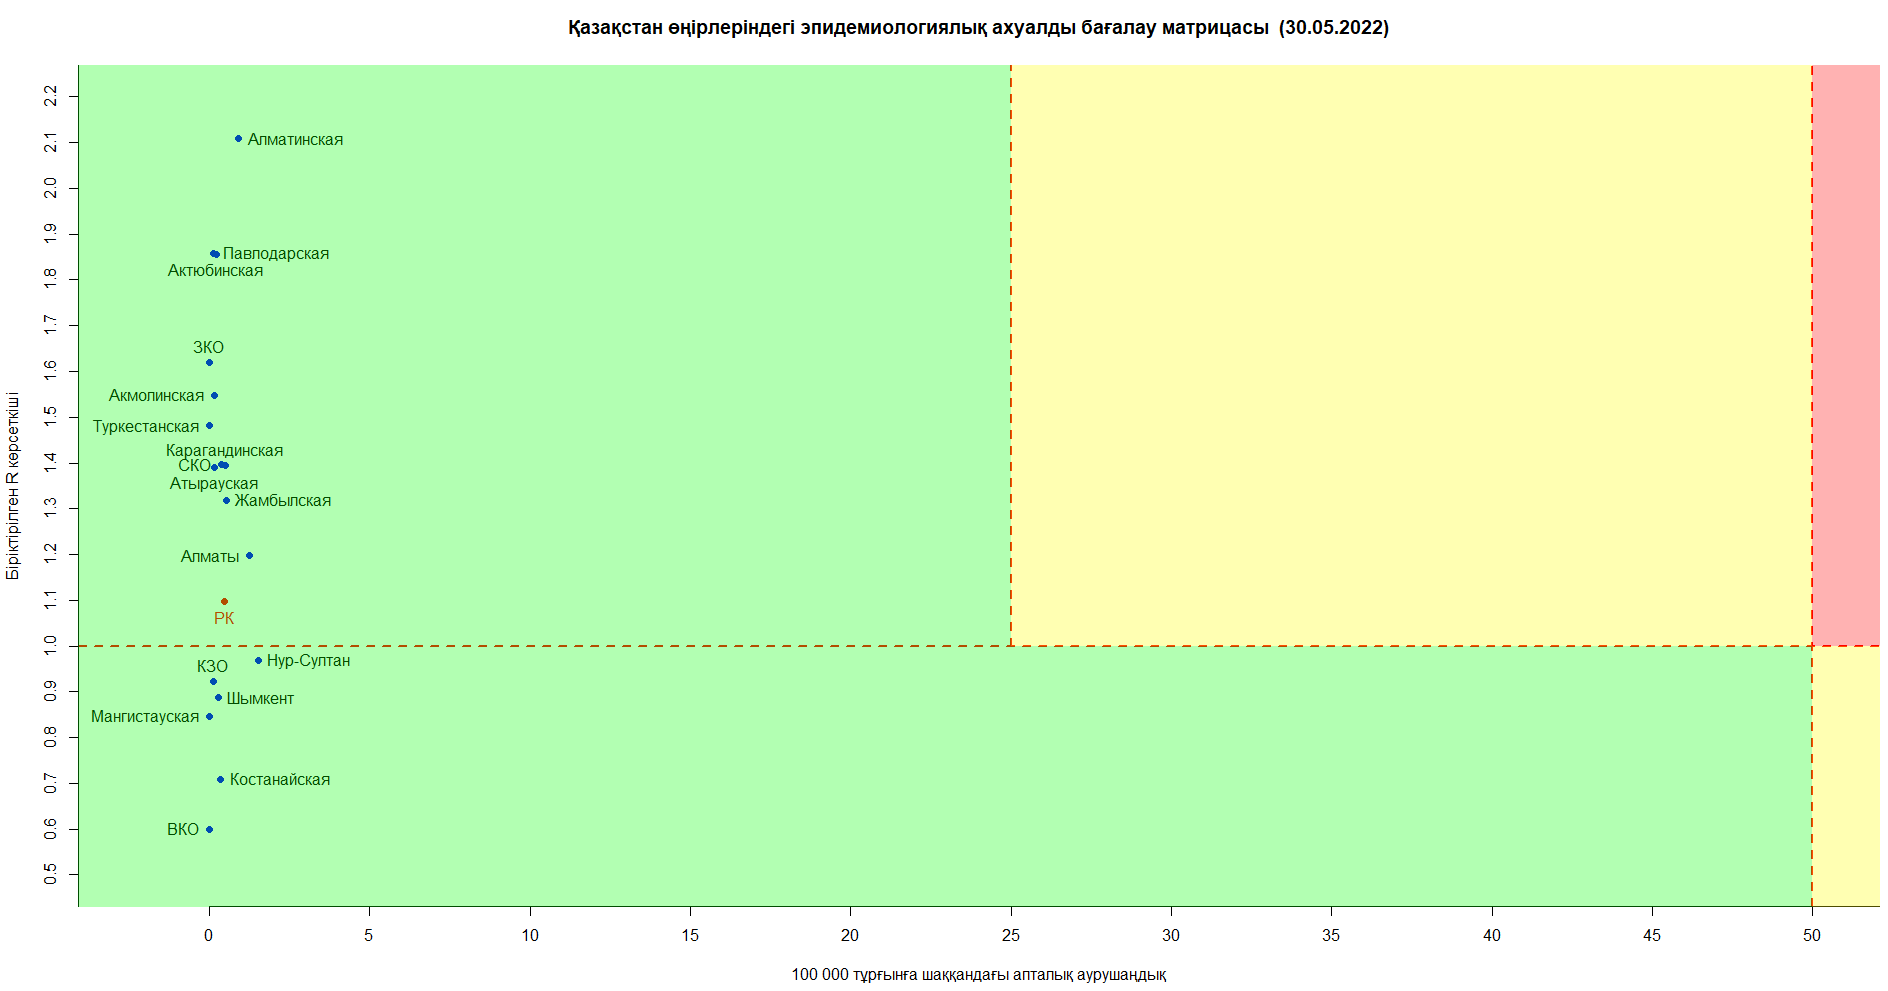 Қазақстан өңірлеріндегі эпидемиологиялық ахуалды бағалау матрицасы (30.05.2022)
Біріктірілген R көрсеткіші
2.2
2.1
2.0
1.9
1.8
1.7
1.6
1.5
1.4
1.3
1.2
1.1
1.0
0.9
0.8
0.7
0.6
0.5
Алматинская
Павлодарская
Актюбинская
ЗКО
Акмолинская
Туркестанская
Карагандинская
СКО
Атырауская
Жамбылская
Алматы
РК
Нур-Султан
КЗО
Шымкент
Мангистауская
Костанайская
ВКО
0 5 10 15 20 25 30 35 40 45 50
100 000 тұрғынға шаққандағы апталық аурушаңдық